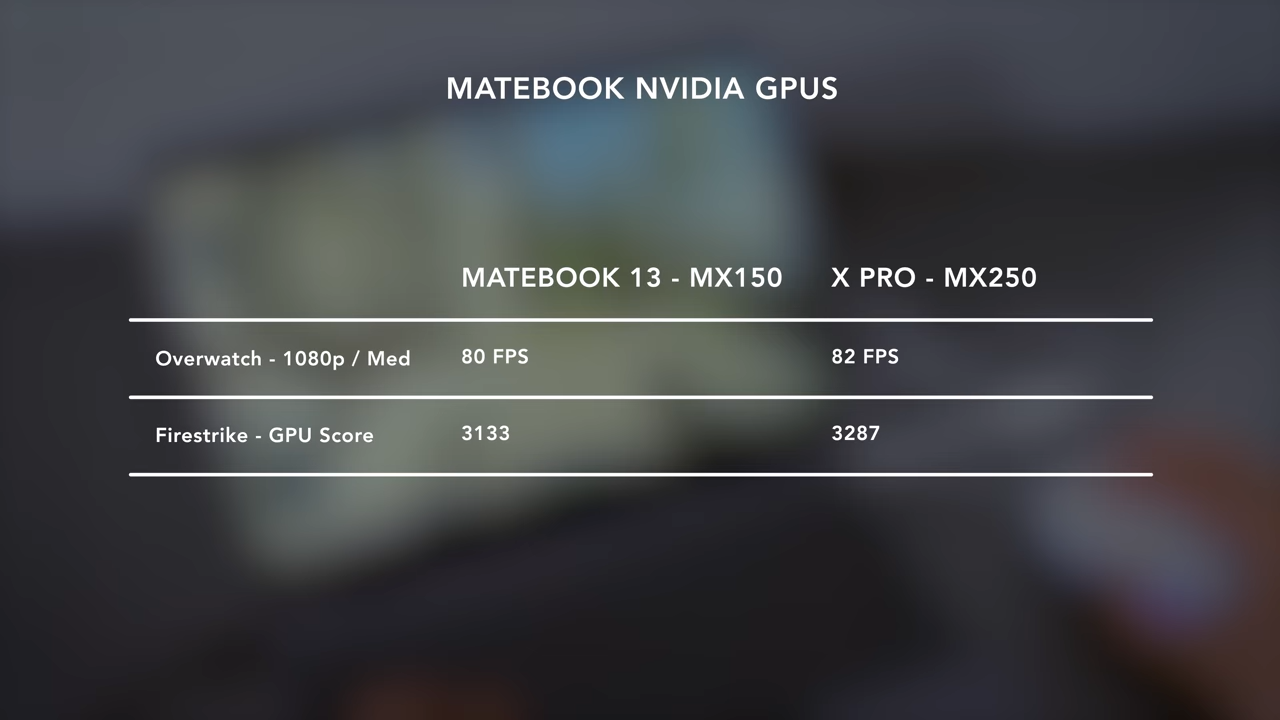 MATEBOOK NVIDIA GPUS
MATEBOOK 13 - MX150 X PRO - MX250
Overwatch - 1080p / Med 80 FPS 82 FPS
Firestrike - GPU Score 3133 3287